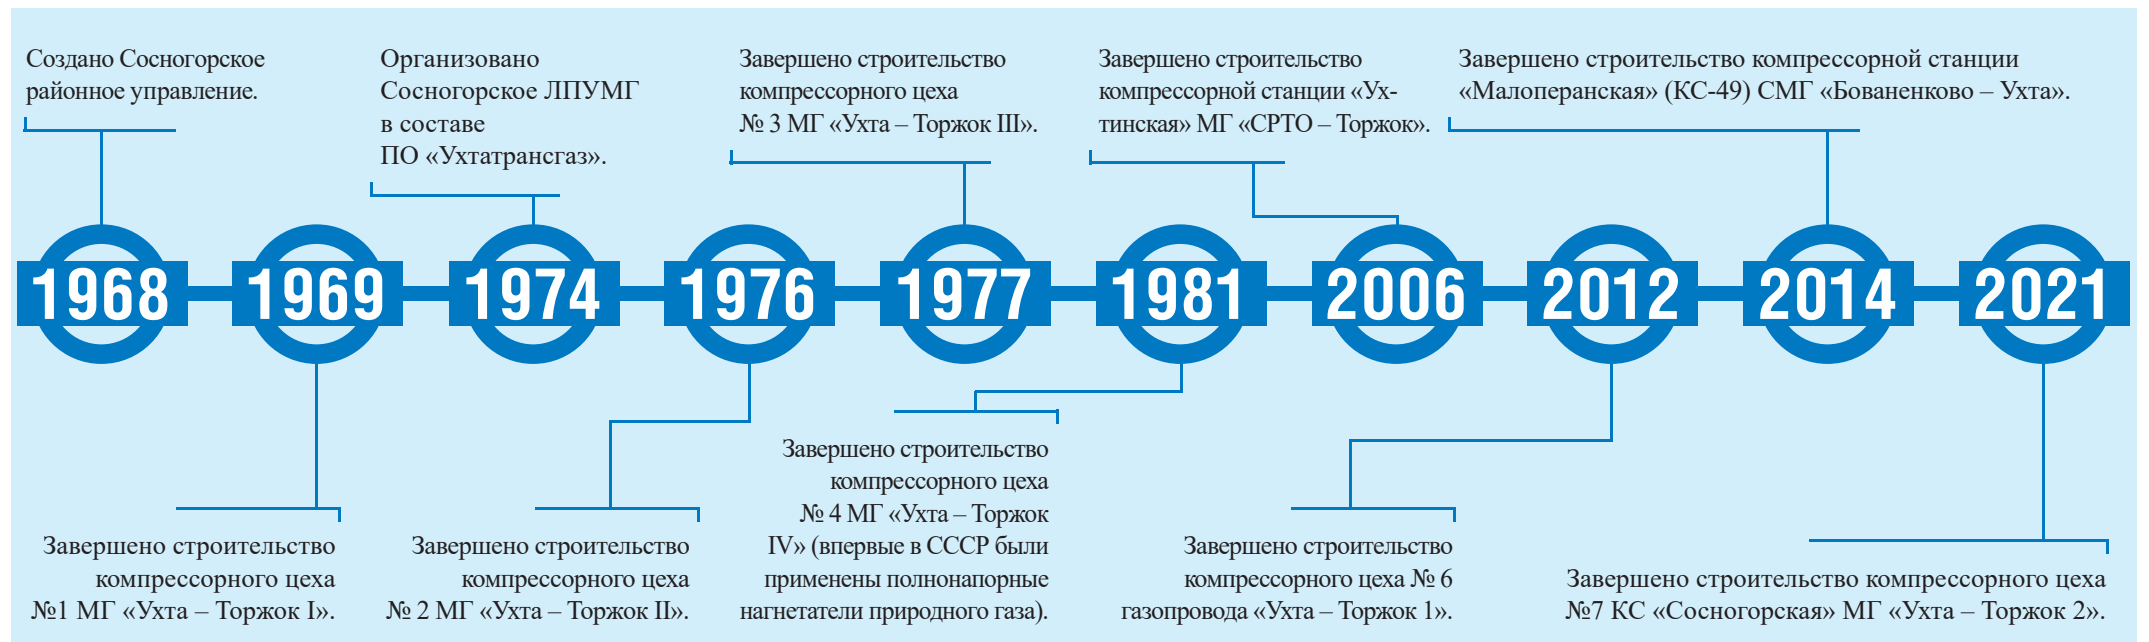 Создано Сосногорское
районное управление.
Организовано
Сосногорское ЛПУМГ
в составе
ПО «Ухтатрансгаз».
Завершено строительство
компрессорного цеха
№ 3 МГ «Ухта – Торжок III».
Завершено строительство
компрессорной станции «Ух-
тинская» МГ «СРТО – Торжок».
Завершено строительство компрессорной станции
«Малоперанская» (КС-49) СМГ «Бованенково – Ухта».
1968
1969
1974
1976
1977
1981
2006
2012
2014
2021
Завершено строительство
компрессорного цеха
№1 МГ «Ухта – Торжок I».
Завершено строительство
компрессорного цеха
№ 2 МГ «Ухта – Торжок II».
Завершено строительство
компрессорного цеха
№ 4 МГ «Ухта – Торжок
IV» (впервые в СССР были
применены полнонапорные
нагнетатели природного газа).
Завершено строительство
компрессорного цеха № 6
газопровода «Ухта – Торжок 1».
Завершено строительство компрессорного цеха
№7 КС «Сосногорская» МГ «Ухта – Торжок 2».